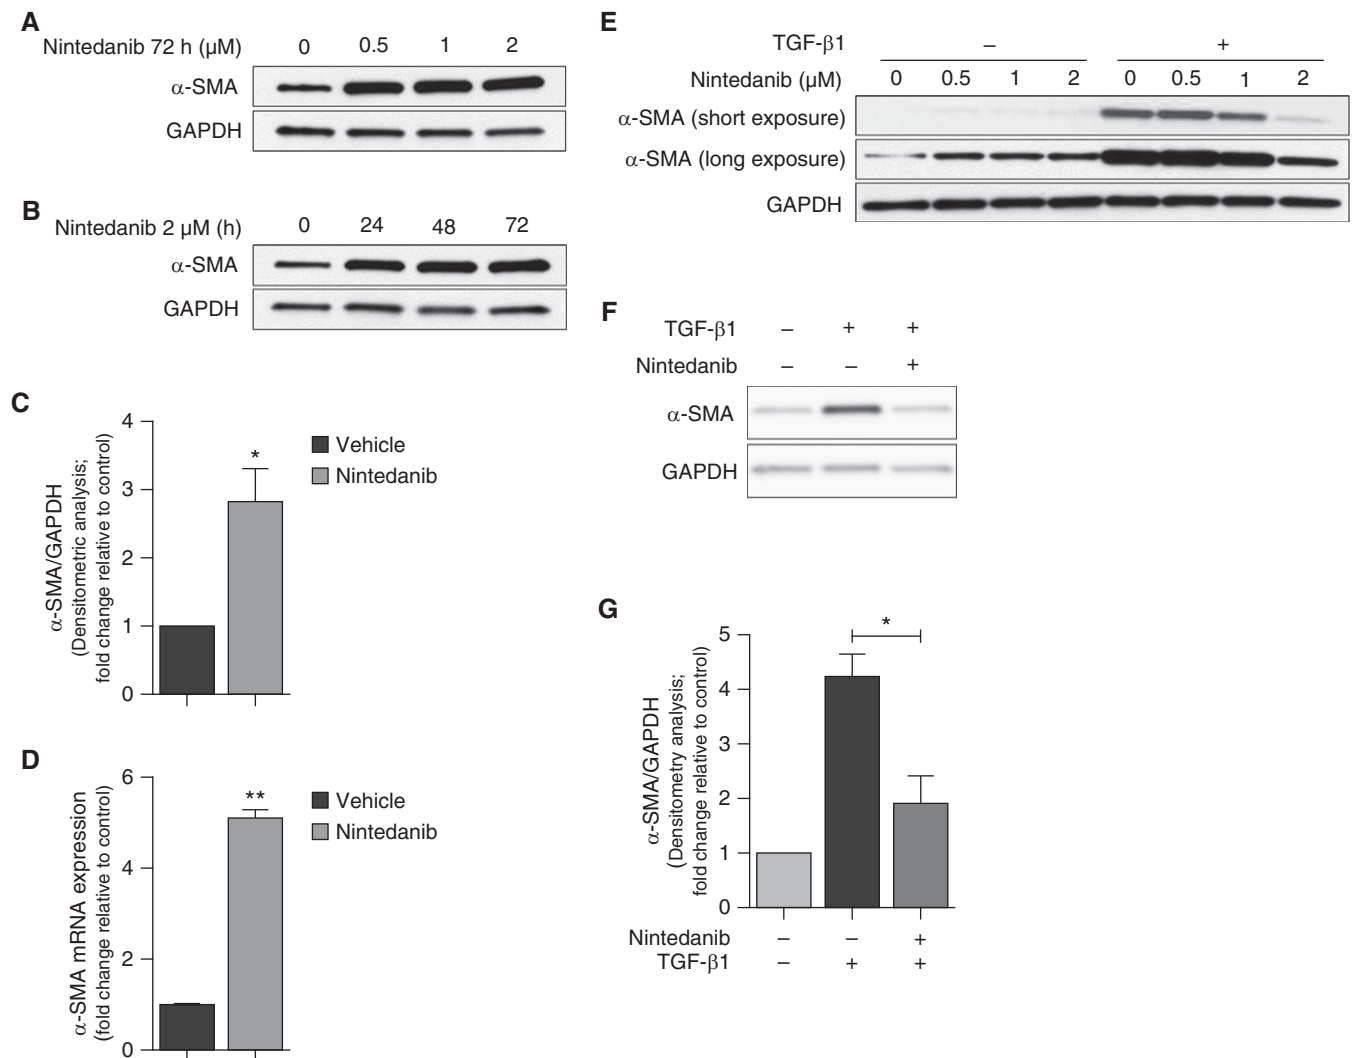 A
Nintedanib 72 h (μM) 0 0.5 1 2
α-SMA
GAPDH
B
Nintedanib 2 μM (h) 0 24 48 72
α-SMA
GAPDH
C
α-SMA/GAPDH
(Densitometric analysis;
fold change relative to control)
4
3
2
1
0
*
Vehicle
Nintedanib
D
α-SMA mRNA expression
(fold change relative to control)
6
4
2
0
**
Vehicle
Nintedanib
E
TGF-β1 – +
Nintedanib (μM) 0 0.5 1 2 0 0.5 1 2
α-SMA (short exposure)
α-SMA (long exposure)
GAPDH
F
TGF-β1 – + +
Nintedanib – – +
α-SMA
GAPDH
G
α-SMA/GAPDH
(Densitometry analysis;
fold change relative to control)
5
4
3
2
1
0
*
Nintedanib – – +
TGF-β1 – + +